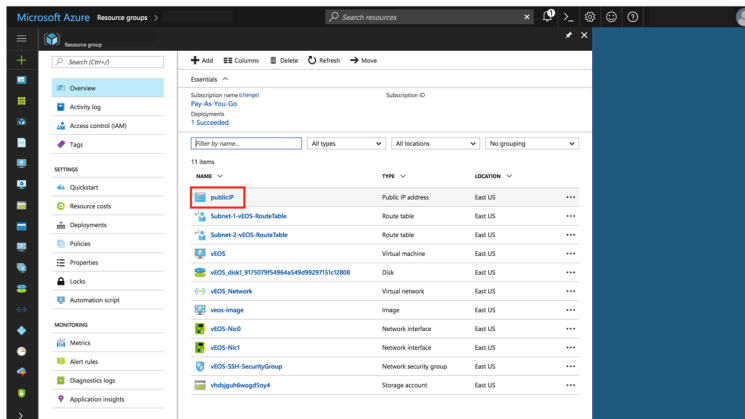 Microsoft Azure Resource groups >
Search resources
1
Resource group
Search (Ctrl+/)
Overview
Activity log
Access control (IAM)
Tags
SETTINGS
Quickstart
Resource costs
Deployments
Policies
Properties
Locks
Automation script
MONITORING
Metrics
Alert rules
Diagnostics logs
Application insights
Add Columns Delete Refresh Move
Essentials
Subscription name (change) Subscription ID
Pay-As-You-Go
Deployments
1 Succeeded
Filter by name... All types All locations No grouping
11 items
NAME TYPE LOCATION
publicIP Public IP address East US
Subnet-1-vEOS-RouteTable Route table East US
Subnet-2-vEOS-RouteTable Route table East US
vEOS Virtual machine East US
vEOS_disk1_9175079f54964a549d99297151c12808 Disk East US
vEOS_Network Virtual network East US
veos-image Image East US
vEOS-Nic0 Network interface East US
vEOS-Nic1 Network interface East US
vEOS-SSH-SecurityGroup Network security group East US
vhdsjguh6wogd5oy4 Storage account East US